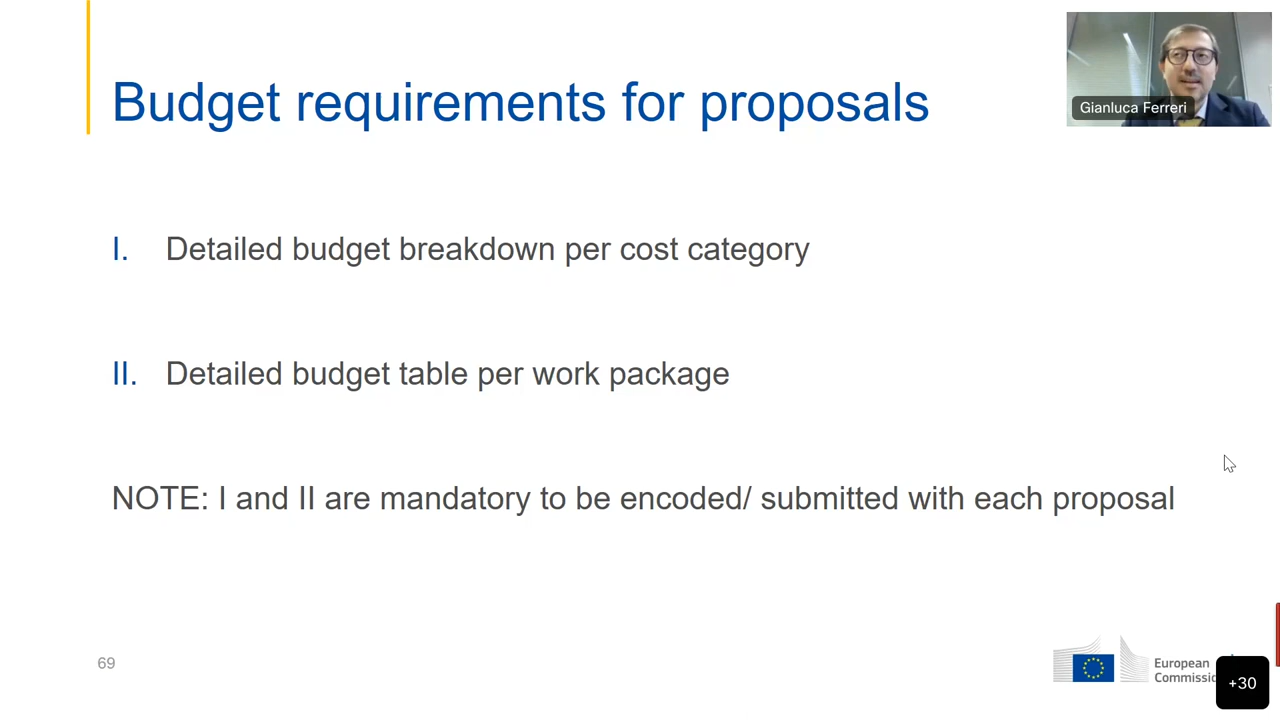 Budget requirements for proposals
Gianluca Ferreri
I. Detailed budget breakdown per cost category
II. Detailed budget table per work package
NOTE: I and II are mandatory to be encoded/ submitted with each proposal
69
European
Commissi
+30